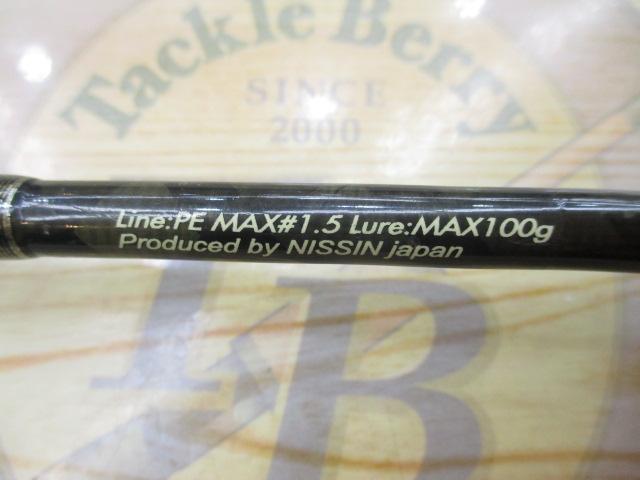 Tackle Berry
SINCE
2000
Line:PE MAX#1.5 Lure:MAX100g
Produced by NISSIN japan
B